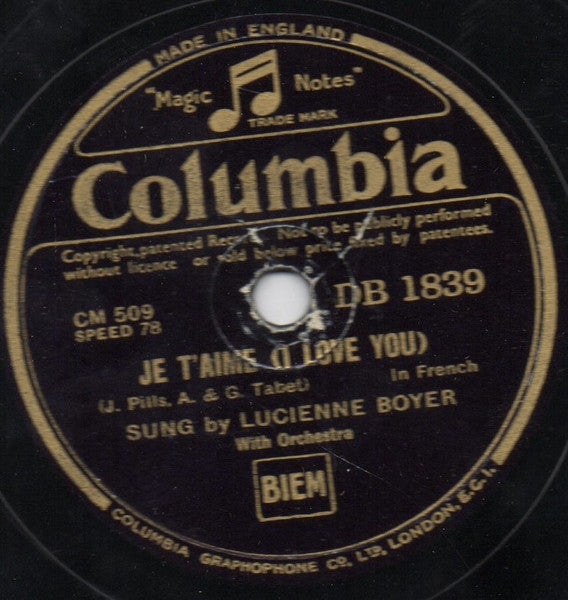 MADE IN ENGLAND
"Magic Notes"
TRADE MARK
Columbia
Copyright, patented Rec Not to be publicly performed
without licence or sold below price fixed by patentees.
CM 509
SPEED 78
DB 1839
JE T'AIME (I LOVE YOU)
(J. Pills, A. & G. Tabet)
In French
SUNG by LUCIENNE BOYER
With Orchestra
BIEM
COLUMBIA GRAPHOPHONE CO. LTD. LONDON, E.C.1.